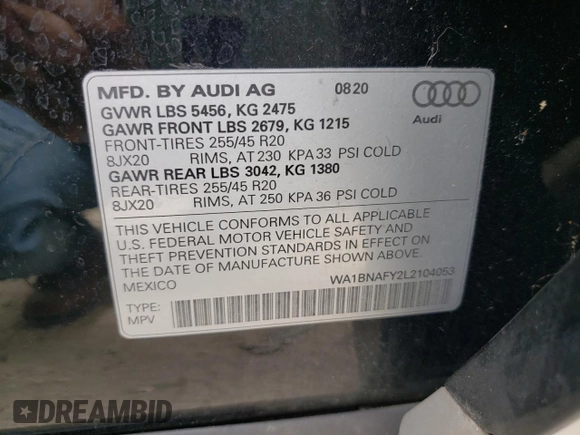 MFD. BY AUDI AG 0820
GVWR LBS 5456, KG 2475
GAWR FRONT LBS 2679, KG 1215
FRONT-TIRES 255/45 R20
8JX20 RIMS, AT 230 KPA 33 PSI COLD
GAWR REAR LBS 3042, KG 1380
REAR-TIRES 255/45 R20
8JX20 RIMS, AT 250 KPA 36 PSI COLD
Audi
THIS VEHICLE CONFORMS TO ALL APPLICABLE
U.S. FEDERAL MOTOR VEHICLE SAFETY AND
THEFT PREVENTION STANDARDS IN EFFECT ON
THE DATE OF MANUFACTURE SHOWN ABOVE.
MEXICO
WA1BNAFY2L2104053
TYPE:
MPV
DREAMBID